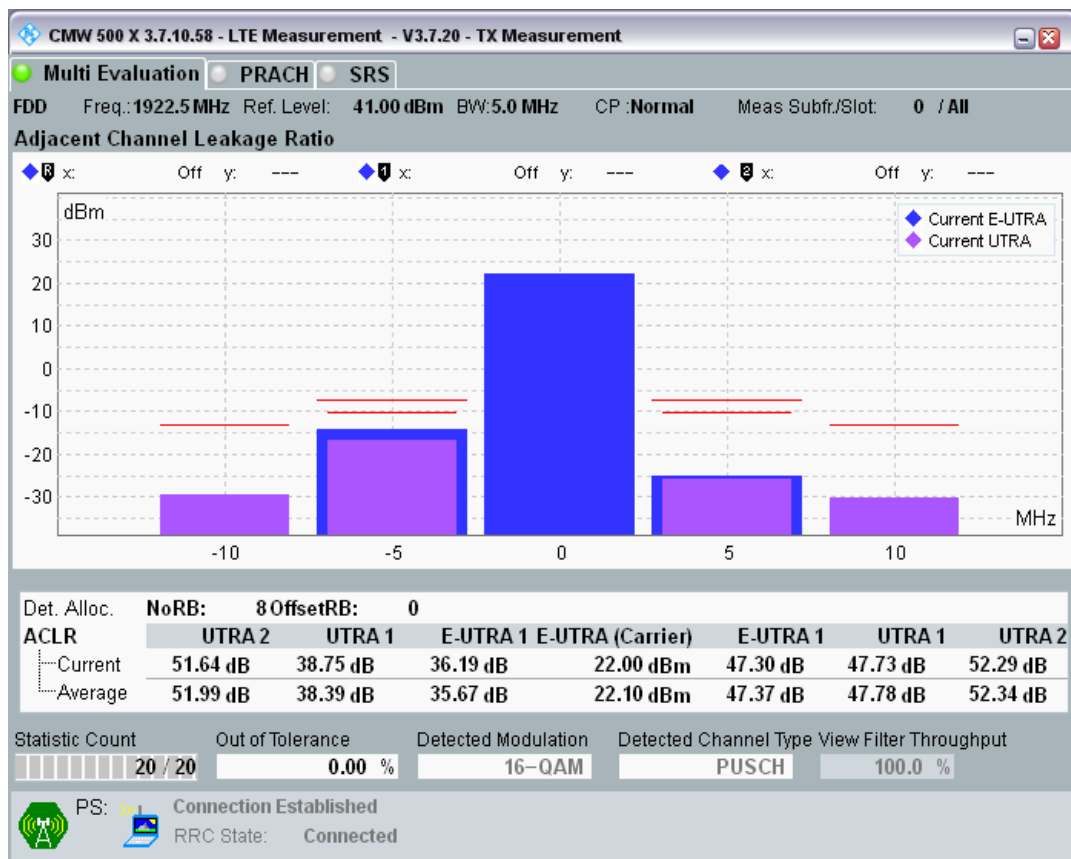 CMW 500 X 3.7.10.58 - LTE Measurement - V3.7.20 - TX Measurement
Multi Evaluation PRACH SRS
FDD Freq.:1922.5 MHz Ref. Level: 41.00 dBm BW:5.0 MHz CP :Normal Meas Subfr./Slot: 0 / All
Adjacent Channel Leakage Ratio
R x: Off y: --- 1 x: Off y: --- 2 x: Off y: ---
dBm
Current E-UTRA
Current UTRA
30
20
10
0
-10
-20
-30
MHz
-10 -5 0 5 10
Det. Alloc. NoRB: 8 OffsetRB: 0
ACLR UTRA 2 UTRA 1 E-UTRA 1 E-UTRA (Carrier) E-UTRA 1 UTRA 1 UTRA 2
Current 51.64 dB 38.75 dB 36.19 dB 22.00 dBm 47.30 dB 47.73 dB 52.29 dB
Average 51.99 dB 38.39 dB 35.67 dB 22.10 dBm 47.37 dB 47.78 dB 52.34 dB
Statistic Count Out of Tolerance Detected Modulation Detected Channel Type View Filter Throughput
20 / 20 0.00 % 16-QAM PUSCH 100.0 %
PS: Connection Established
RRC State: Connected